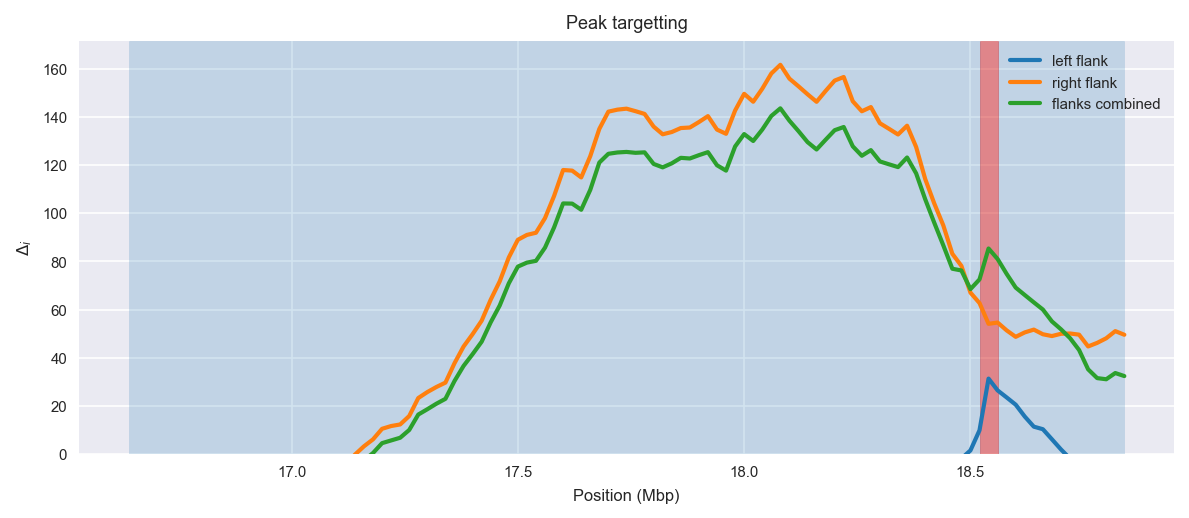 Peak targetting
left flank
right flank
flanks combined
Δi
160
140
120
100
80
60
40
20
0
17.0
17.5
18.0
18.5
Position (Mbp)